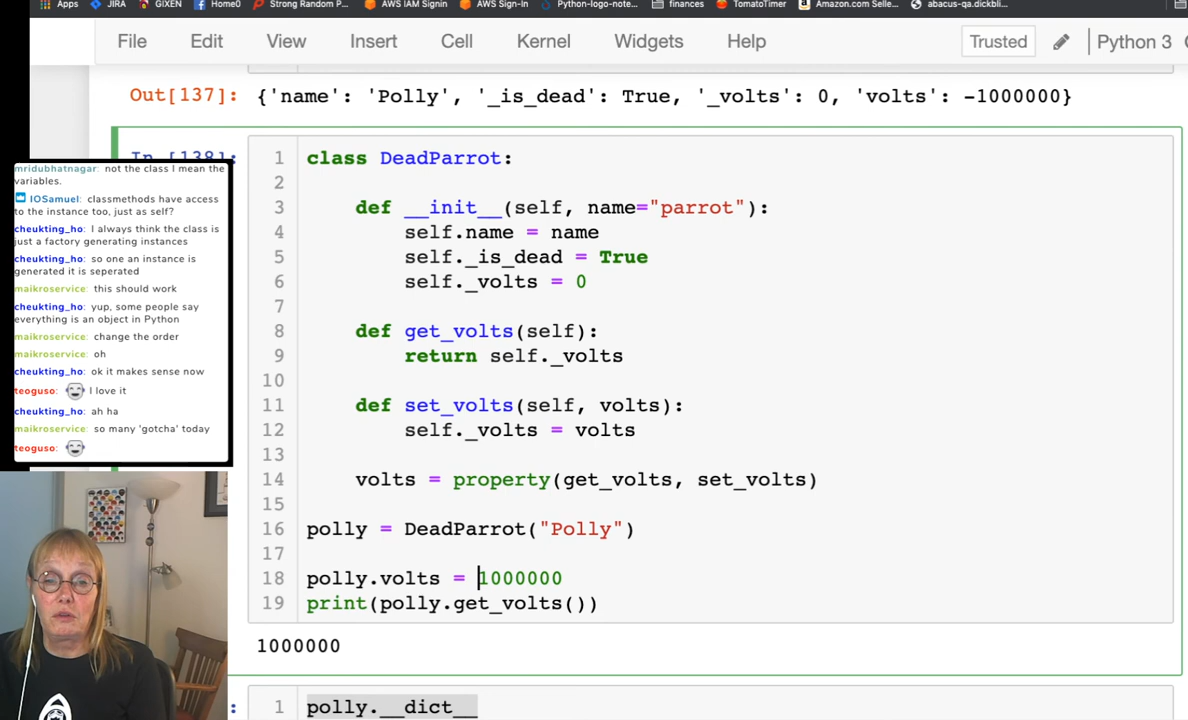 Apps JIRA GIXEN Home0 Strong Random P... AWS IAM Signin AWS Sign-In Python-logo-note... finances TomatoTimer Amazon.com Selle... abacus-qa.dickbli...
File Edit View Insert Cell Kernel Widgets Help Trusted Python 3
Out[137]: {'name': 'Polly', '_is_dead': True, '_volts': 0, 'volts': -1000000}
In [138]:
1 class DeadParrot:
2
3 def __init__(self, name="parrot"):
4 self.name = name
5 self._is_dead = True
6 self._volts = 0
7
8 def get_volts(self):
9 return self._volts
10
11 def set_volts(self, volts):
12 self._volts = volts
13
14 volts = property(get_volts, set_volts)
15
16 polly = DeadParrot("Polly")
17
18 polly.volts = 1000000
19 print(polly.get_volts())
1000000
1 polly.__dict__
mridubhatnagar: not the class I mean the
variables.
IOSamuel: classmethods have access
to the instance too, just as self?
cheukting_ho: I always think the class is
just a factory generating instances
cheukting_ho: so one an instance is
generated it is seperated
maikroservice: this should work
cheukting_ho: yup, some people say
everything is an object in Python
maikroservice: change the order
maikroservice: oh
cheukting_ho: ok it makes sense now
teoguso: I love it
cheukting_ho: ah ha
maikroservice: so many 'gotcha' today
teoguso: